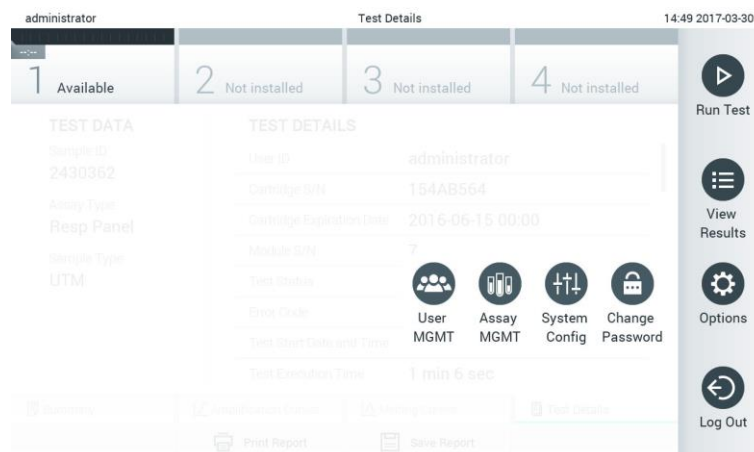 administrator Test Details 14:49 2017-03-30
--:--
1 Available 2 Not installed 3 Not installed 4 Not installed
Run Test
TEST DATA TEST DETAILS
Sample ID
2430362
User ID administrator
Cartridge S/N 154AB564
Assay Type
Resp Panel
Cartridge Expiration Date 2016-06-15 00:00
Module S/N 7
Sample Type
UTM
Test Status
Error Code
Test Start Date and Time
Test Execution Time 1 min 6 sec
View
Results
User
MGMT
Assay
MGMT
System
Config
Change
Password
Options
Log Out
Summary Test Details
Print Report Save Report